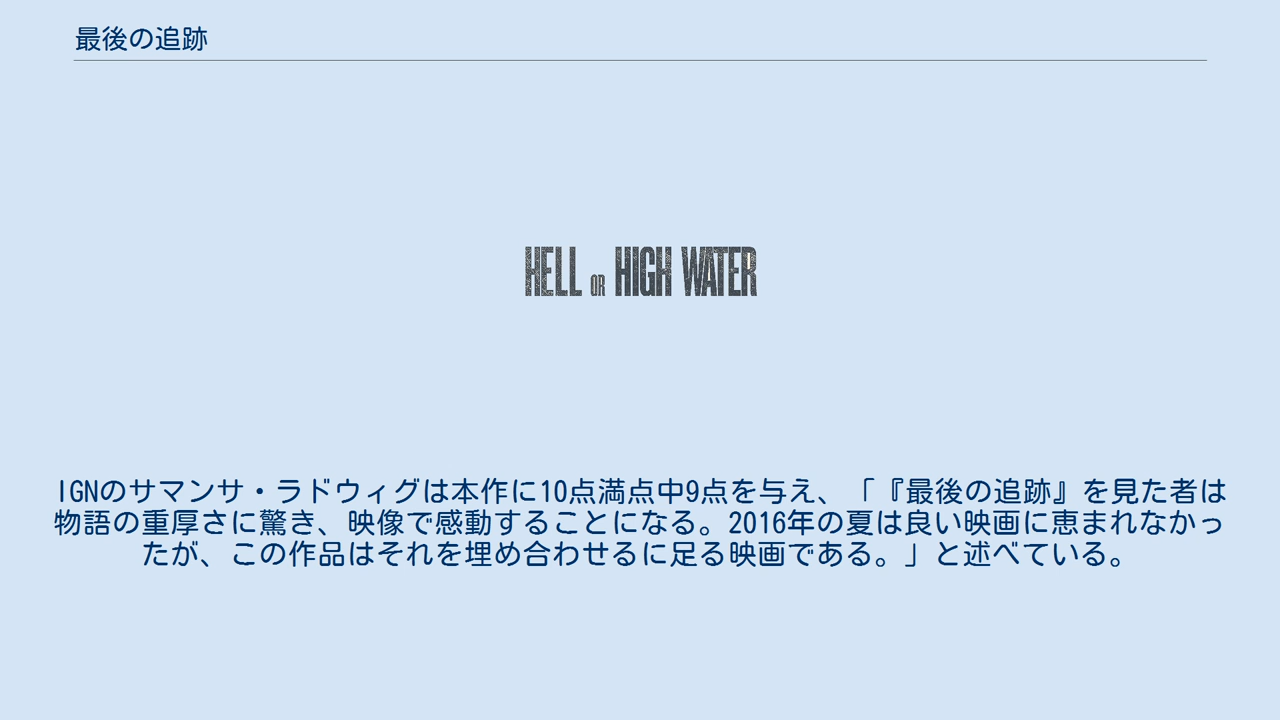 最後の追跡
HELL OR HIGH WATER
IGNのサマンサ・ラドウィグは本作に10点満点中9点を与え、「『最後の追跡』を見た者は
物語の重厚さに驚き、映像で感動することになる。2016年の夏は良い映画に恵まれなかっ
たが、この作品はそれを埋め合わせるに足る映画である。」と述べている。